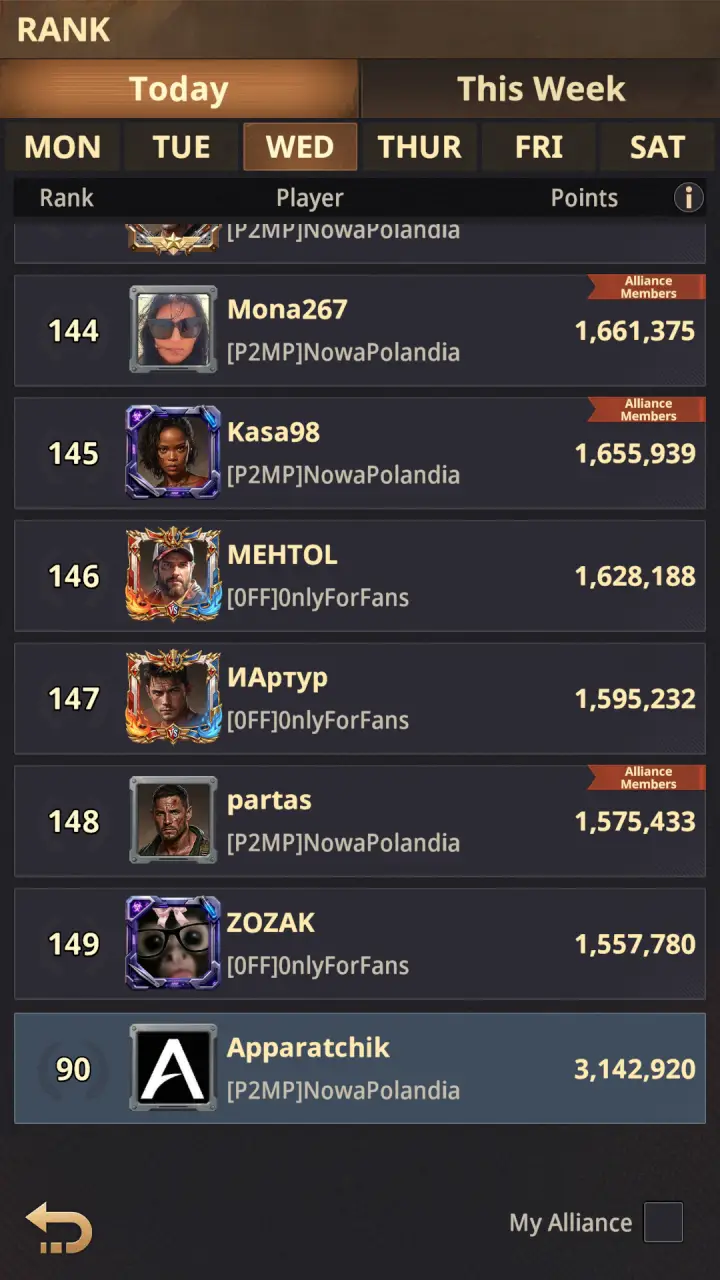 RANK
Today
This Week
MON
TUE
WED
THUR
FRI
SAT
Rank
Player
Points
[P2MP]NowaPolandia
Alliance
Members
144
Mona267
[P2MP]NowaPolandia
1,661,375
Alliance
Members
145
Kasa98
[P2MP]NowaPolandia
1,655,939
146
MEHTOL
[0FF]0nlyForFans
1,628,188
147
ИАртур
[0FF]0nlyForFans
1,595,232
Alliance
Members
148
partas
[P2MP]NowaPolandia
1,575,433
149
ZOZAK
[0FF]0nlyForFans
1,557,780
90
Apparatchik
[P2MP]NowaPolandia
3,142,920
My Alliance